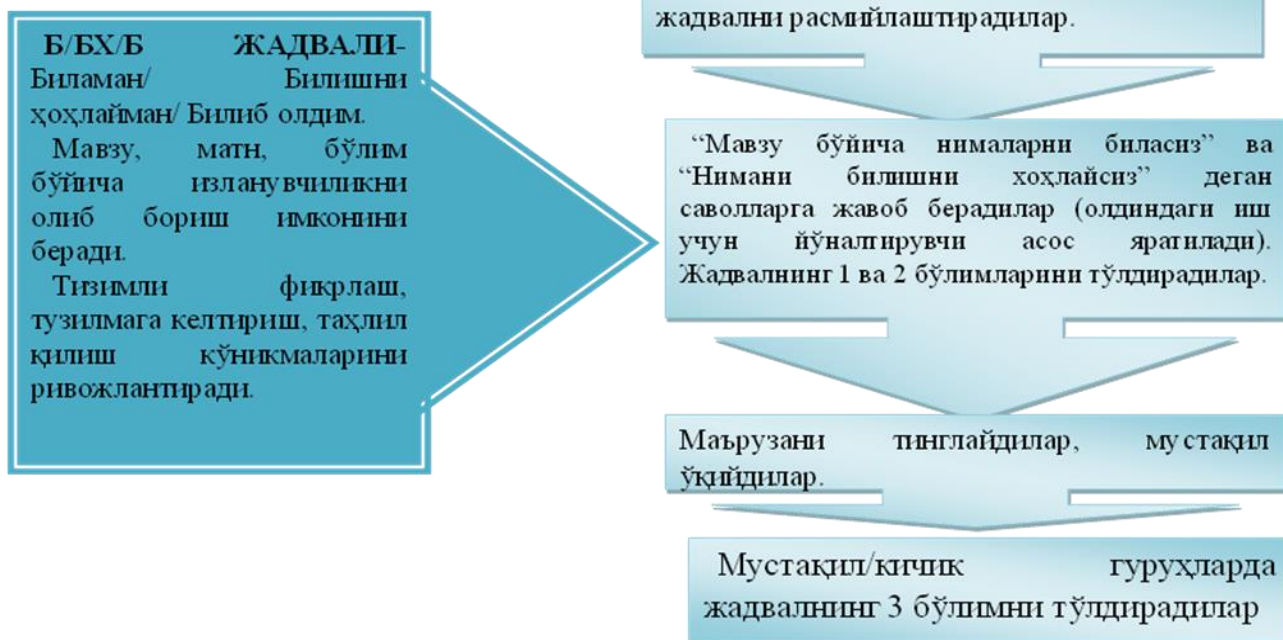 Б/БХ/Б ЖАДВАЛИ-
Биламан/ Билишни
ҳоҳлайман/ Билиб олдим.
Мавзу, матн, бўлим
бўйича изланувчиликни
олиб бориш имконини
беради.
Тизимли фикрлаш,
тузилмага келтириш, таҳлил
қилиш кўникмаларини
ривожлантиради.
жадвални расмийлаштирадилар.
“Мавзу бўйича нималарни биласиз” ва
“Нимани билишни хоҳлайсиз” деган
саволларга жавоб берадилар (олдиндаги иш
учун йўналтирувчи асос яратилади).
Жадвалнинг 1 ва 2 бўлимларини тўлдирадилар.
Маърузани тинглайдилар, мустақил
ўқийдилар.
Мустақил/кичик гуруҳларда
жадвалнинг 3 бўлимни тўлдирадилар